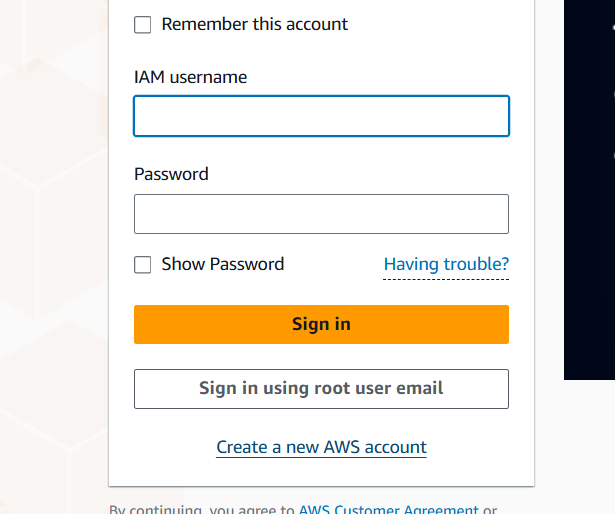 Remember this account
IAM username
Password
Show Password
Having trouble?
Sign in
Sign in using root user email
Create a new AWS account
By continuing, you agree to AWS Customer Agreement or